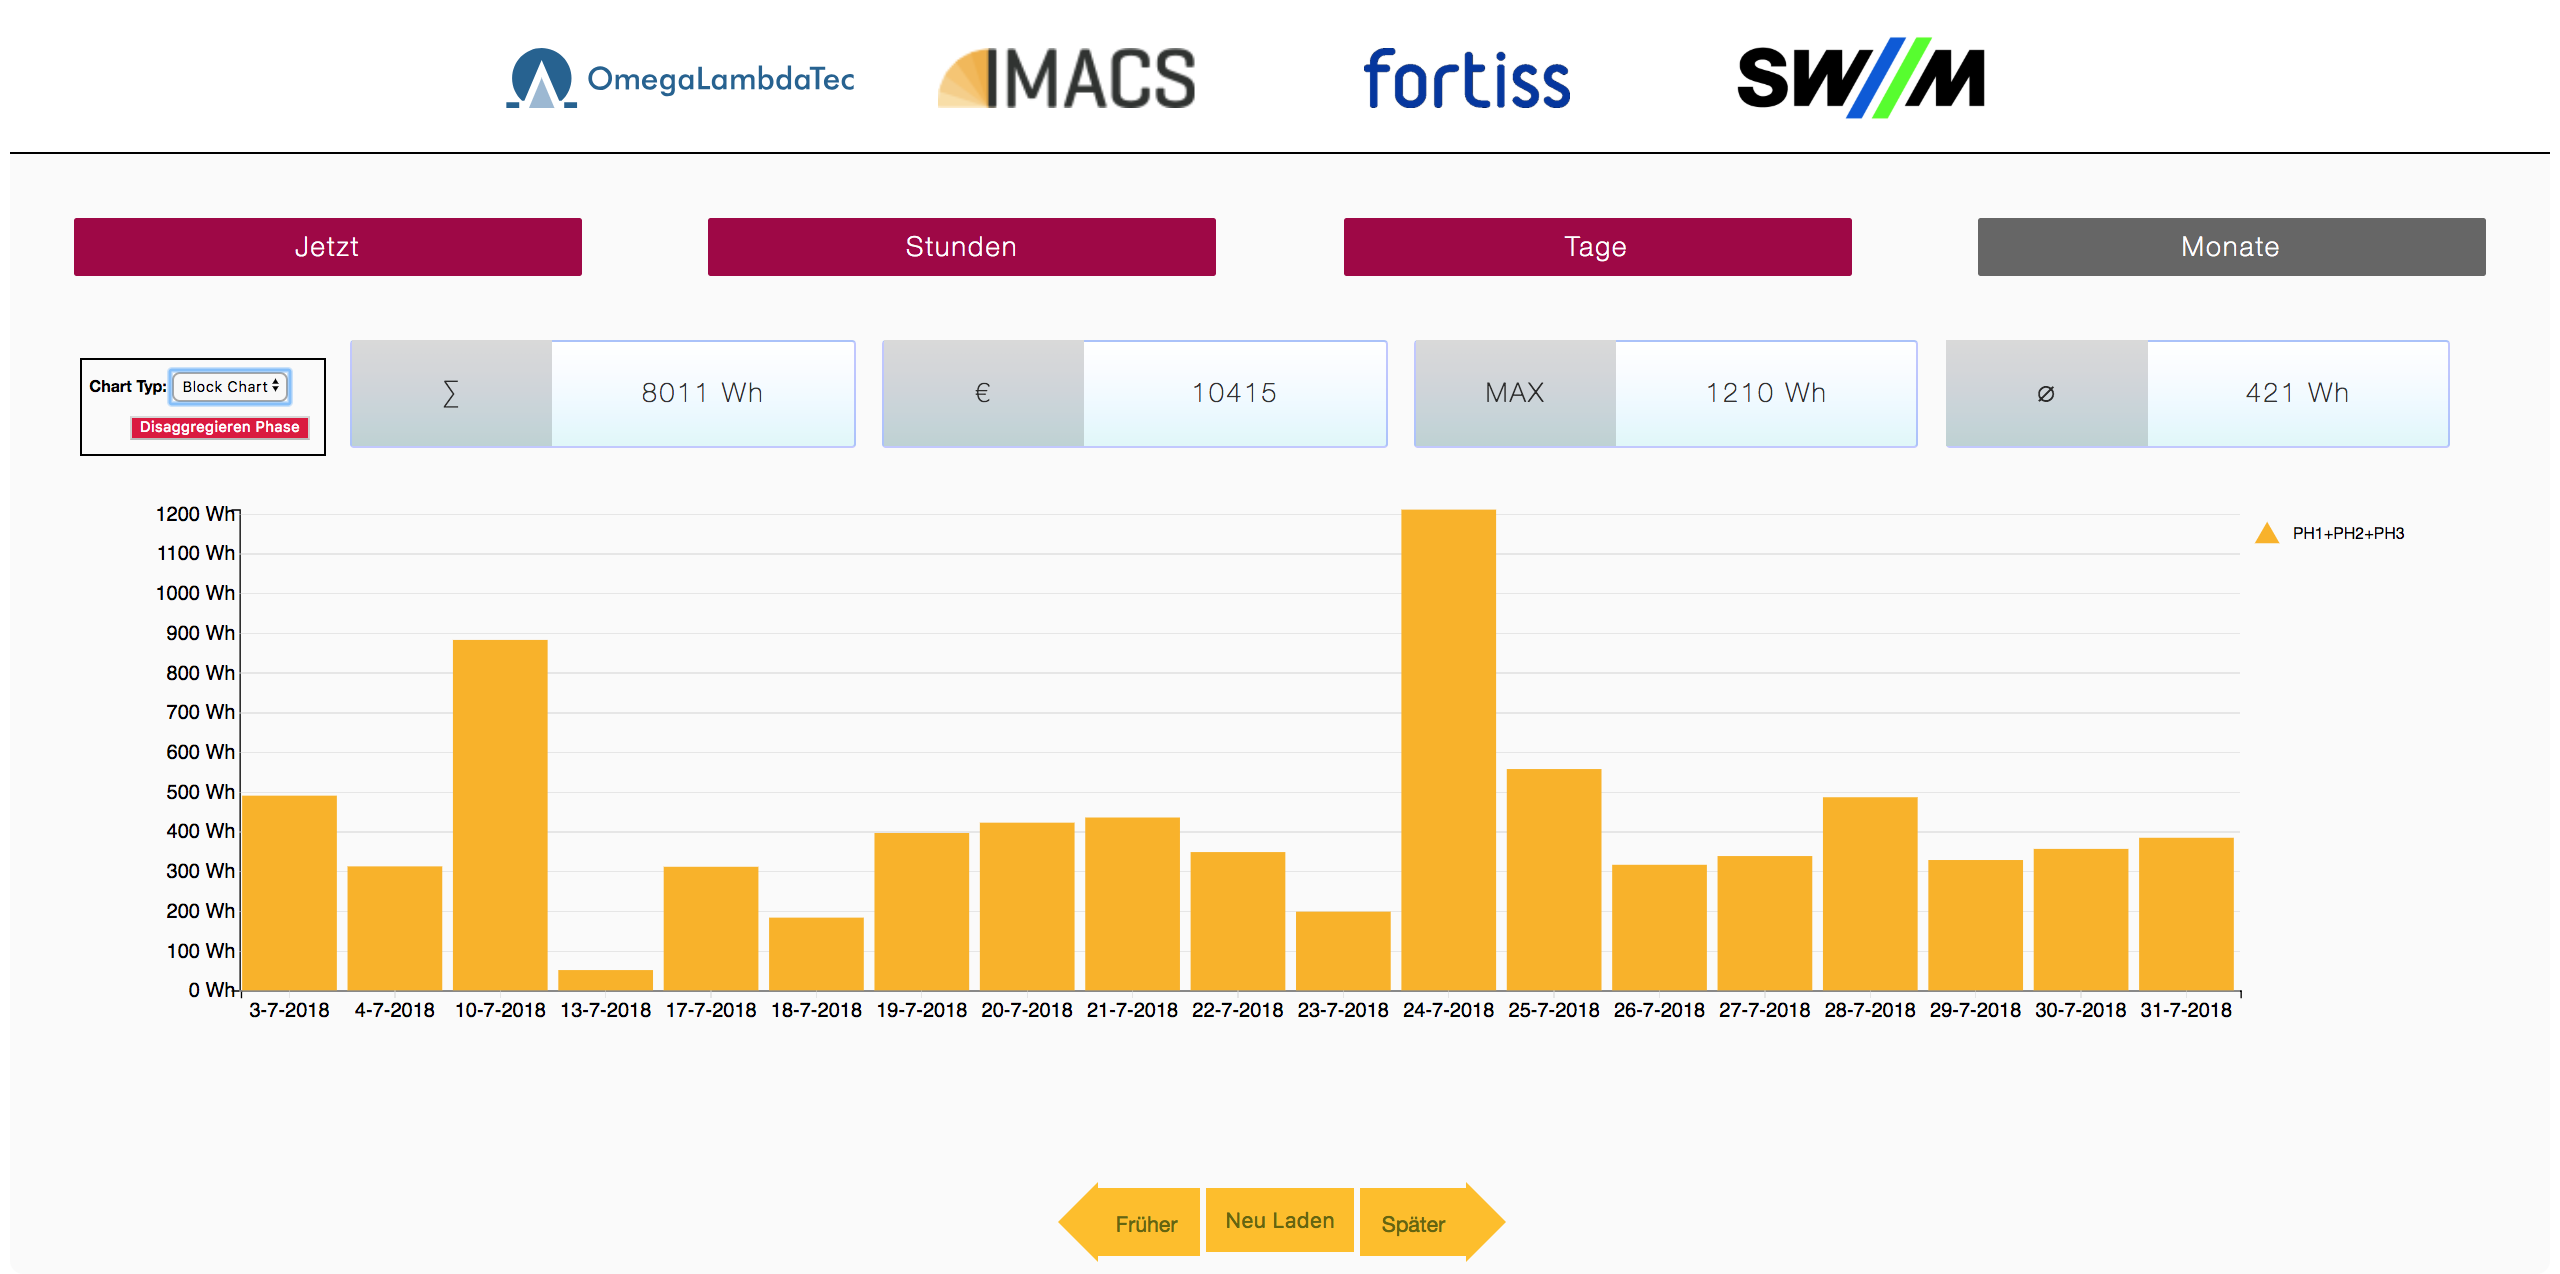 OmegaLambdaTec IMACS fortiss SW//M
Jetzt Stunden Tage Monate
Chart Typ: Block Chart
Disaggregieren Phase
∑ 8011 Wh € 10415 MAX 1210 Wh ⌀ 421 Wh
1200 Wh
1100 Wh
1000 Wh
900 Wh
800 Wh
700 Wh
600 Wh
500 Wh
400 Wh
300 Wh
200 Wh
100 Wh
0 Wh
PH1+PH2+PH3
3-7-2018 4-7-2018 10-7-2018 13-7-2018 17-7-2018 18-7-2018 19-7-2018 20-7-2018 21-7-2018 22-7-2018 23-7-2018 24-7-2018 25-7-2018 26-7-2018 27-7-2018 28-7-2018 29-7-2018 30-7-2018 31-7-2018
Früher Neu Laden Später